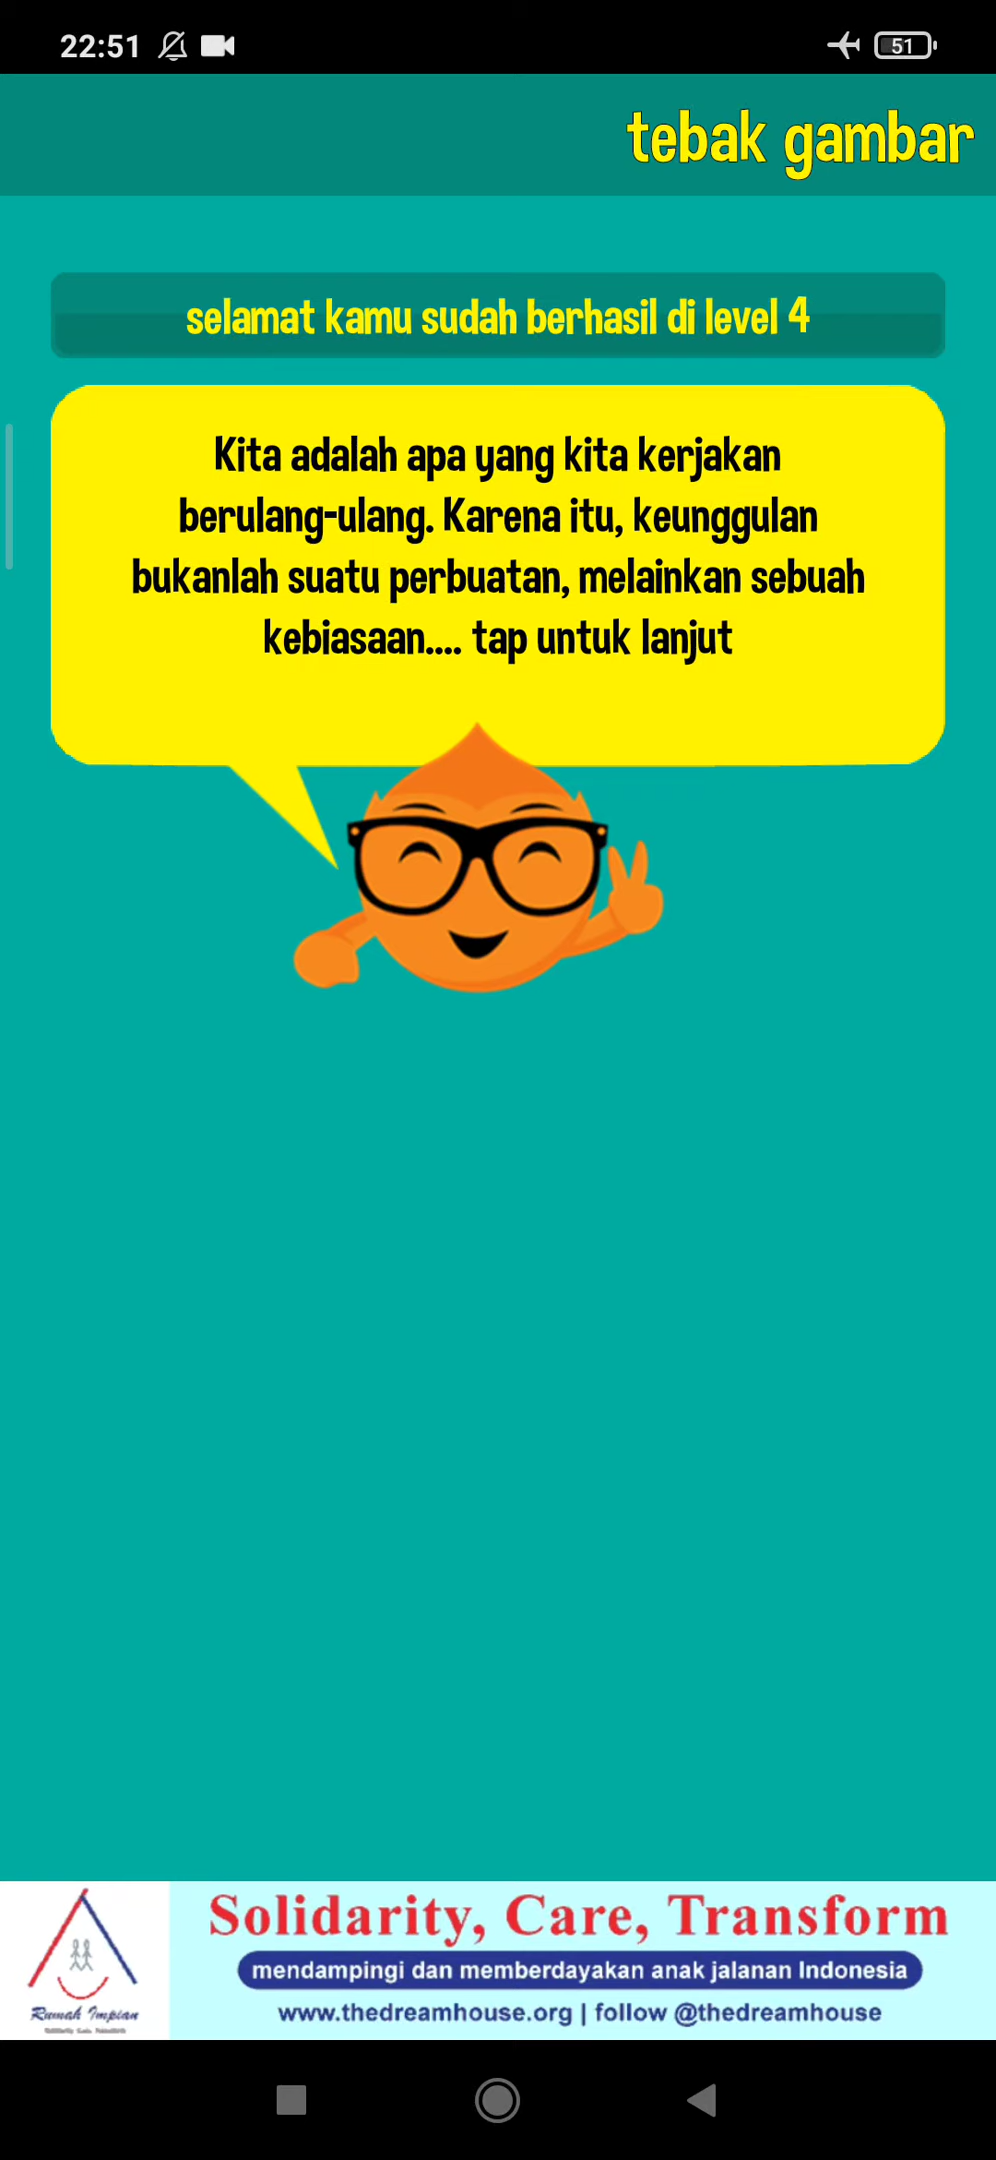 22:51
51
tebak gambar
selamat kamu sudah berhasil di level 4
Kita adalah apa yang kita kerjakan
berulang-ulang. Karena itu, keunggulan
bukanlah suatu perbuatan, melainkan sebuah
kebiasaan.... tap untuk lanjut
Solidarity, Care, Transform
mendampingi dan memberdayakan anak jalanan Indonesia
www.thedreamhouse.org | follow @thedreamhouse
Rumah Impian